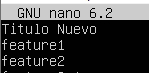 GNU nano 6.2
Titulo Nuevo
feature1
feature2